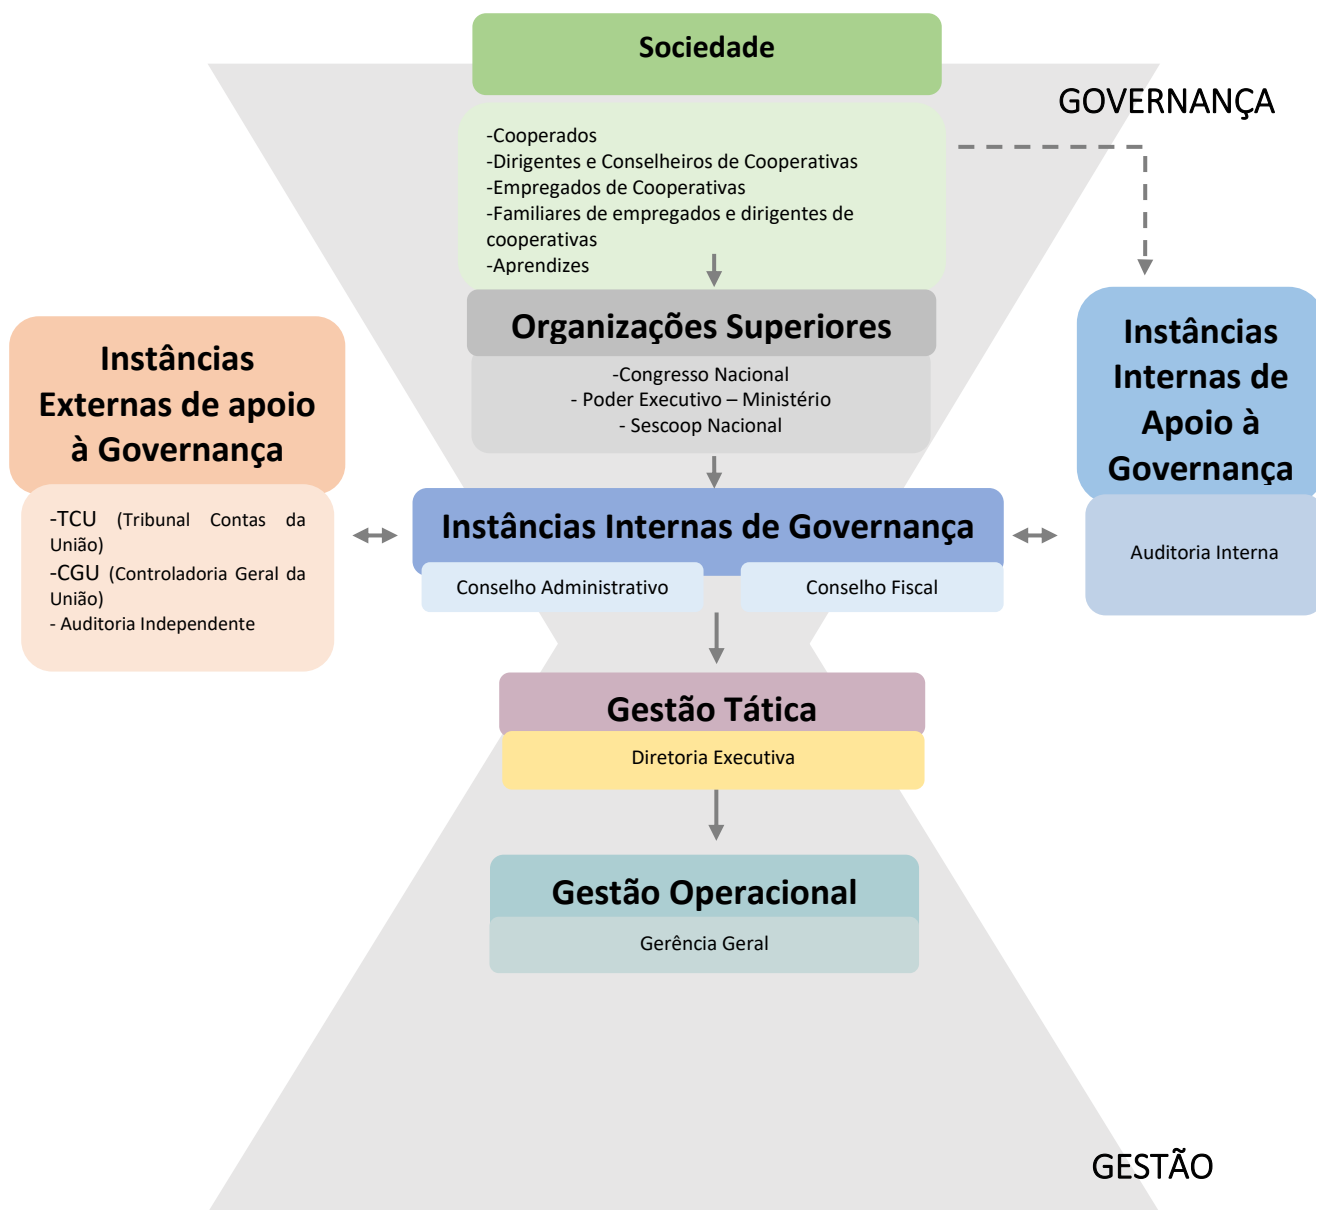 Sociedade
GOVERNANÇA
-Cooperados
-Dirigentes e Conselheiros de Cooperativas
-Empregados de Cooperativas
-Familiares de empregados e dirigentes de
cooperativas
-Aprendizes
Organizações Superiores
-Congresso Nacional
- Poder Executivo – Ministério
- Sescoop Nacional
Instâncias
Externas de apoio
à Governança
-TCU (Tribunal Contas da
União)
-CGU (Controladoria Geral da
União)
- Auditoria Independente
Instâncias Internas de Governança
Conselho Administrativo
Conselho Fiscal
Instâncias
Internas de
Apoio à
Governança
Auditoria Interna
Gestão Tática
Diretoria Executiva
Gestão Operacional
Gerência Geral
GESTÃO